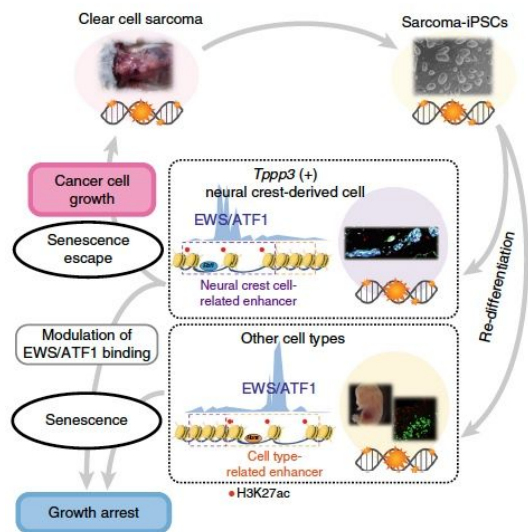 Clear cell sarcoma
Sarcoma-iPSCs
Tppp3 (+)
neural crest-derived cell
EWS/ATF1
Neural crest cell-
related enhancer
Cancer cell
growth
Senescence
escape
Modulation of
EWS/ATF1 binding
Re-differentiation
Other cell types
EWS/ATF1
Cell type-
related enhancer
H3K27ac
Senescence
Growth arrest